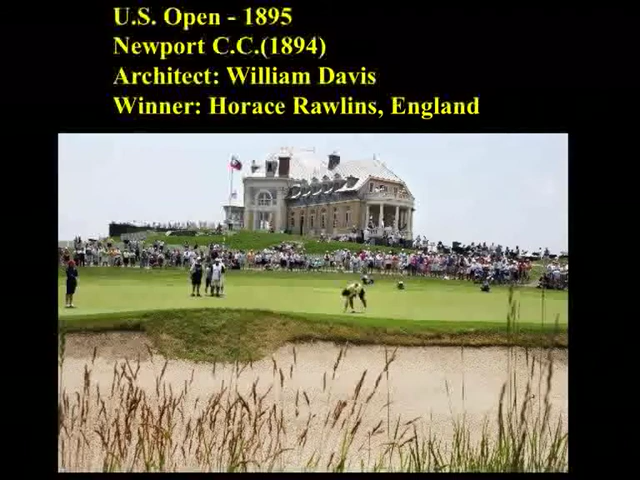 U.S. Open - 1895
Newport C.C.(1894)
Architect: William Davis
Winner: Horace Rawlins, England